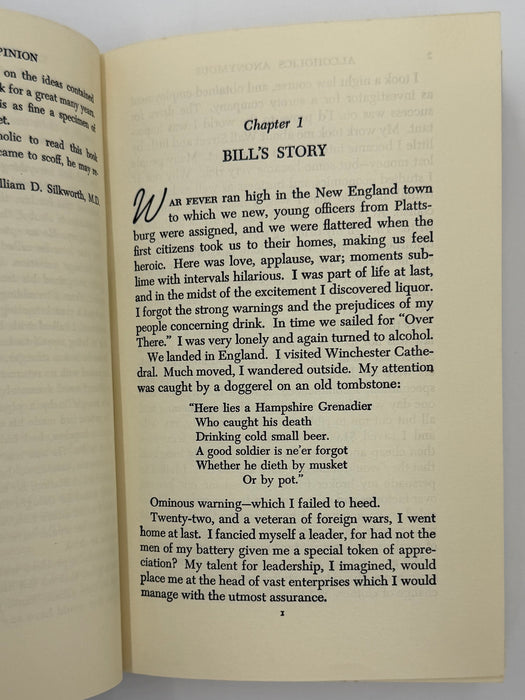 PINION
on the ideas contained
k for a great many years.
is as fine a specimen of
et.
holic to read this book
came to scoff, he may re-
lliam D. Silkworth, M.D.
Chapter 1
BILL'S STORY
WAR FEVER ran high in the New England town
to which we new, young officers from Platts-
burg were assigned, and we were flattered when the
first citizens took us to their homes, making us feel
heroic. Here was love, applause, war; moments sub-
lime with intervals hilarious. I was part of life at last,
and in the midst of the excitement I discovered liquor.
I forgot the strong warnings and the prejudices of my
people concerning drink. In time we sailed for "Over
There." I was very lonely and again turned to alcohol.
We landed in England. I visited Winchester Cathe-
dral. Much moved, I wandered outside. My attention
was caught by a doggerel on an old tombstone:
"Here lies a Hampshire Grenadier
Who caught his death
Drinking cold small beer.
A good soldier is ne'er forgot
Whether he dieth by musket
Or by pot."
Ominous warning—which I failed to heed.
Twenty-two, and a veteran of foreign wars, I went
home at last. I fancied myself a leader, for had not the
men of my battery given me a special token of appre-
ciation? My talent for leadership, I imagined, would
place me at the head of vast enterprises which I would
manage with the utmost assurance.
1